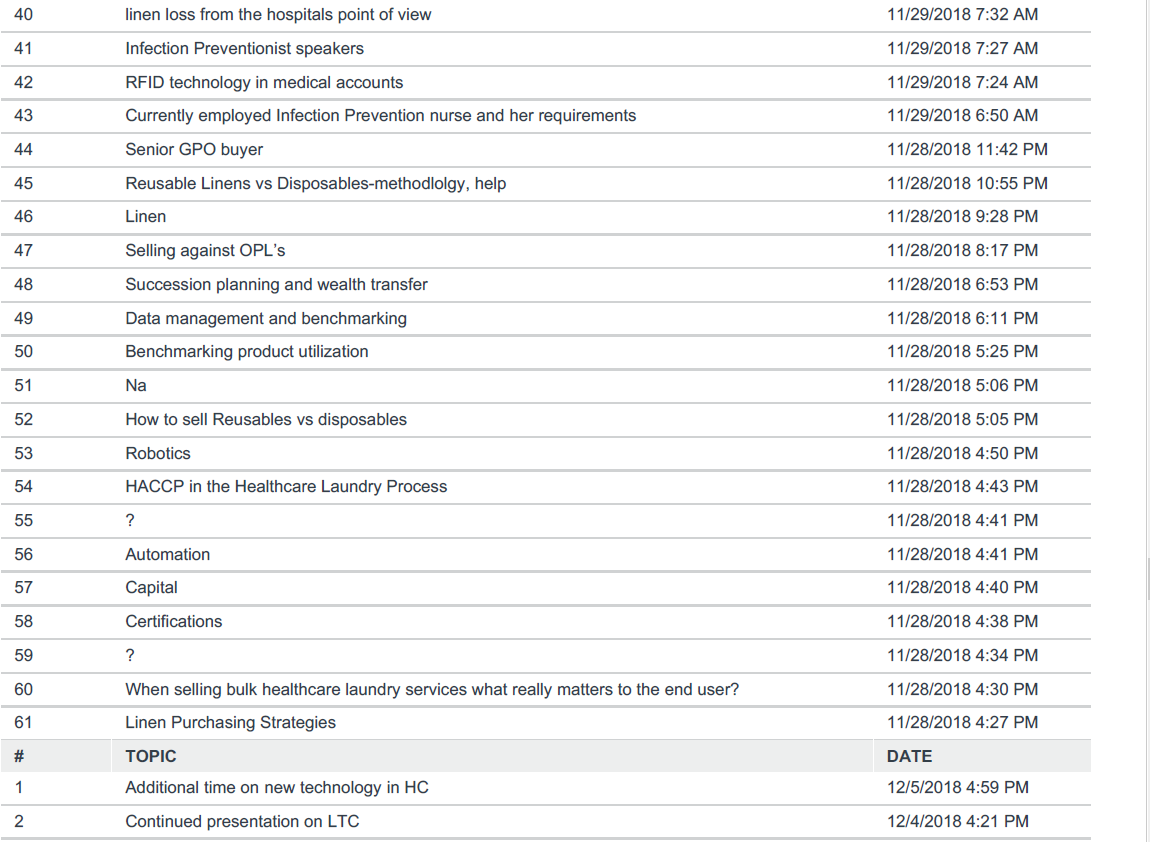 40 linen loss from the hospitals point of view 11/29/2018 7:32 AM
41 Infection Preventionist speakers 11/29/2018 7:27 AM
42 RFID technology in medical accounts 11/29/2018 7:24 AM
43 Currently employed Infection Prevention nurse and her requirements 11/29/2018 6:50 AM
44 Senior GPO buyer 11/28/2018 11:42 PM
45 Reusable Linens vs Disposables-methodlolgy, help 11/28/2018 10:55 PM
46 Linen 11/28/2018 9:28 PM
47 Selling against OPL’s 11/28/2018 8:17 PM
48 Succession planning and wealth transfer 11/28/2018 6:53 PM
49 Data management and benchmarking 11/28/2018 6:11 PM
50 Benchmarking product utilization 11/28/2018 5:25 PM
51 Na 11/28/2018 5:06 PM
52 How to sell Reusables vs disposables 11/28/2018 5:05 PM
53 Robotics 11/28/2018 4:50 PM
54 HACCP in the Healthcare Laundry Process 11/28/2018 4:43 PM
55 ? 11/28/2018 4:41 PM
56 Automation 11/28/2018 4:41 PM
57 Capital 11/28/2018 4:40 PM
58 Certifications 11/28/2018 4:38 PM
59 ? 11/28/2018 4:34 PM
60 When selling bulk healthcare laundry services what really matters to the end user? 11/28/2018 4:30 PM
61 Linen Purchasing Strategies 11/28/2018 4:27 PM
# TOPIC DATE
1 Additional time on new technology in HC 12/5/2018 4:59 PM
2 Continued presentation on LTC 12/4/2018 4:21 PM